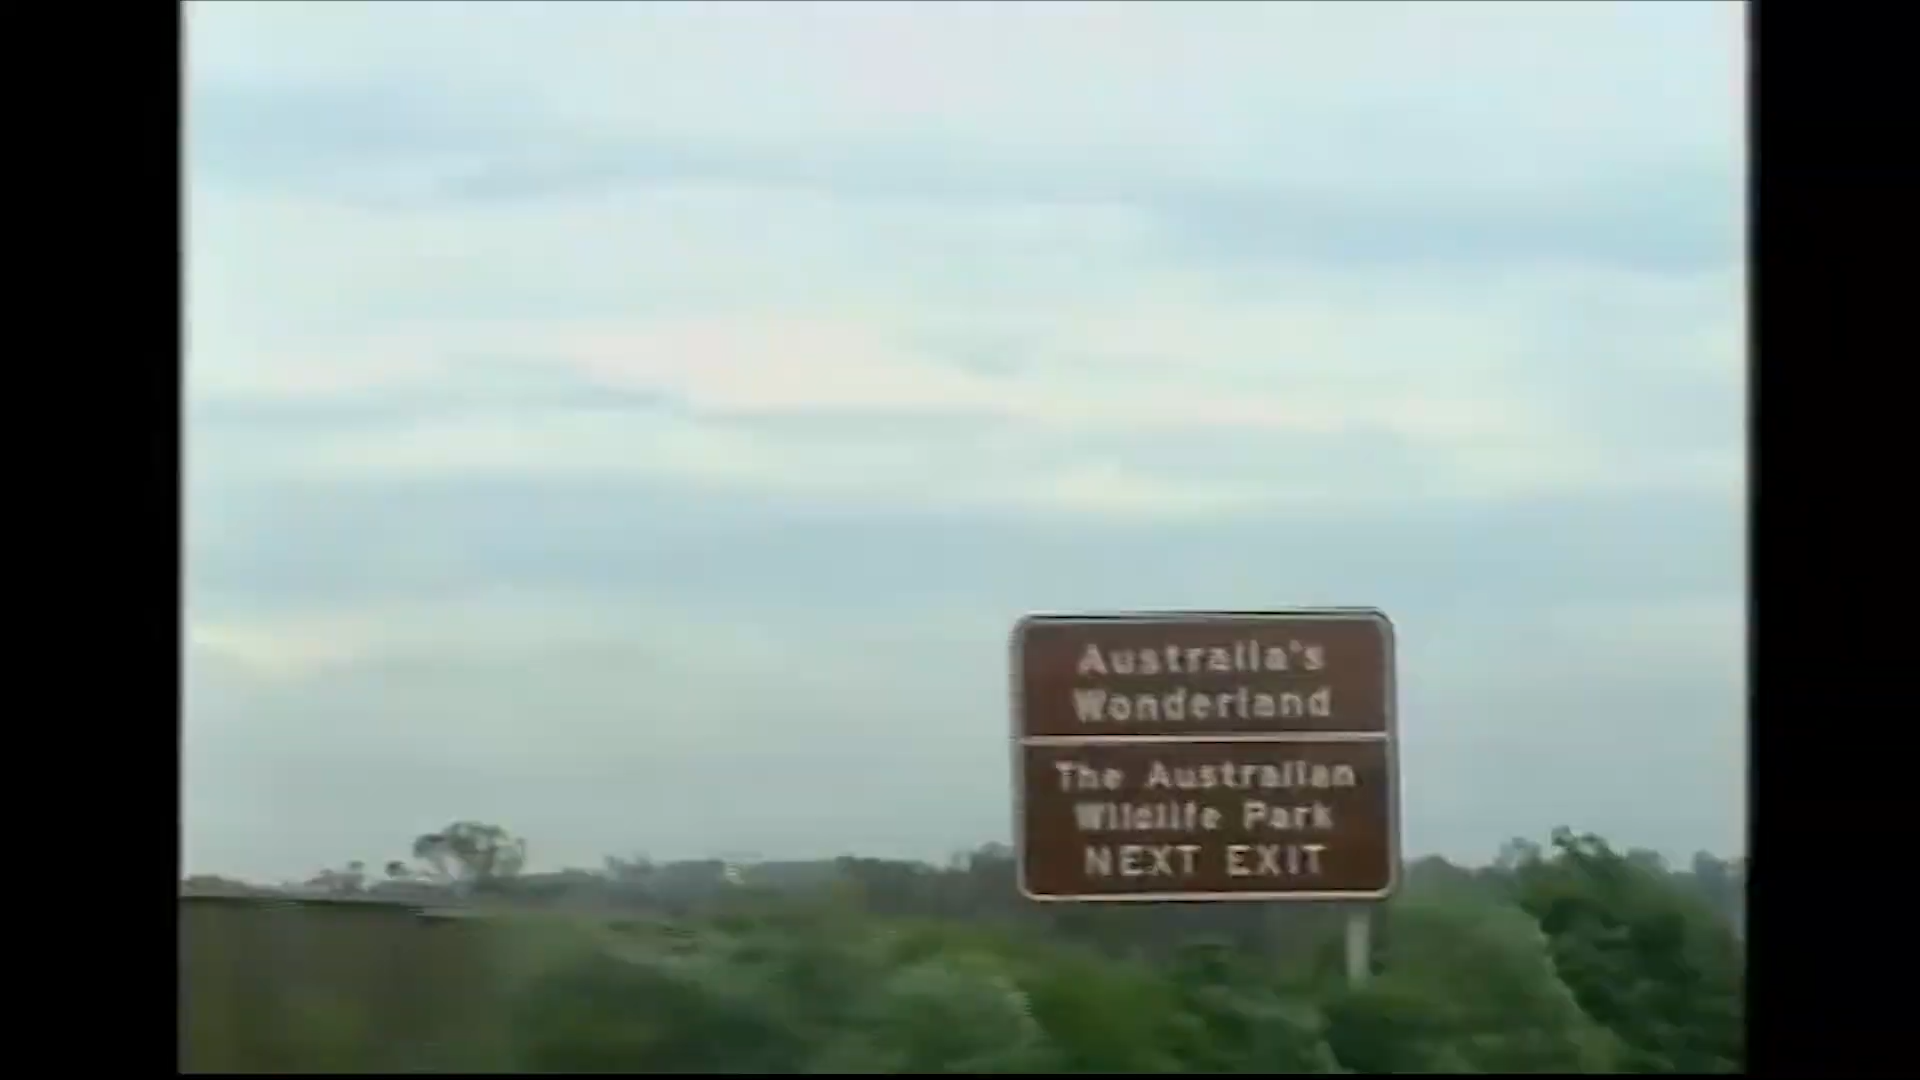 Australia's
Wonderland
The Australian
Wildlife Park
NEXT EXIT